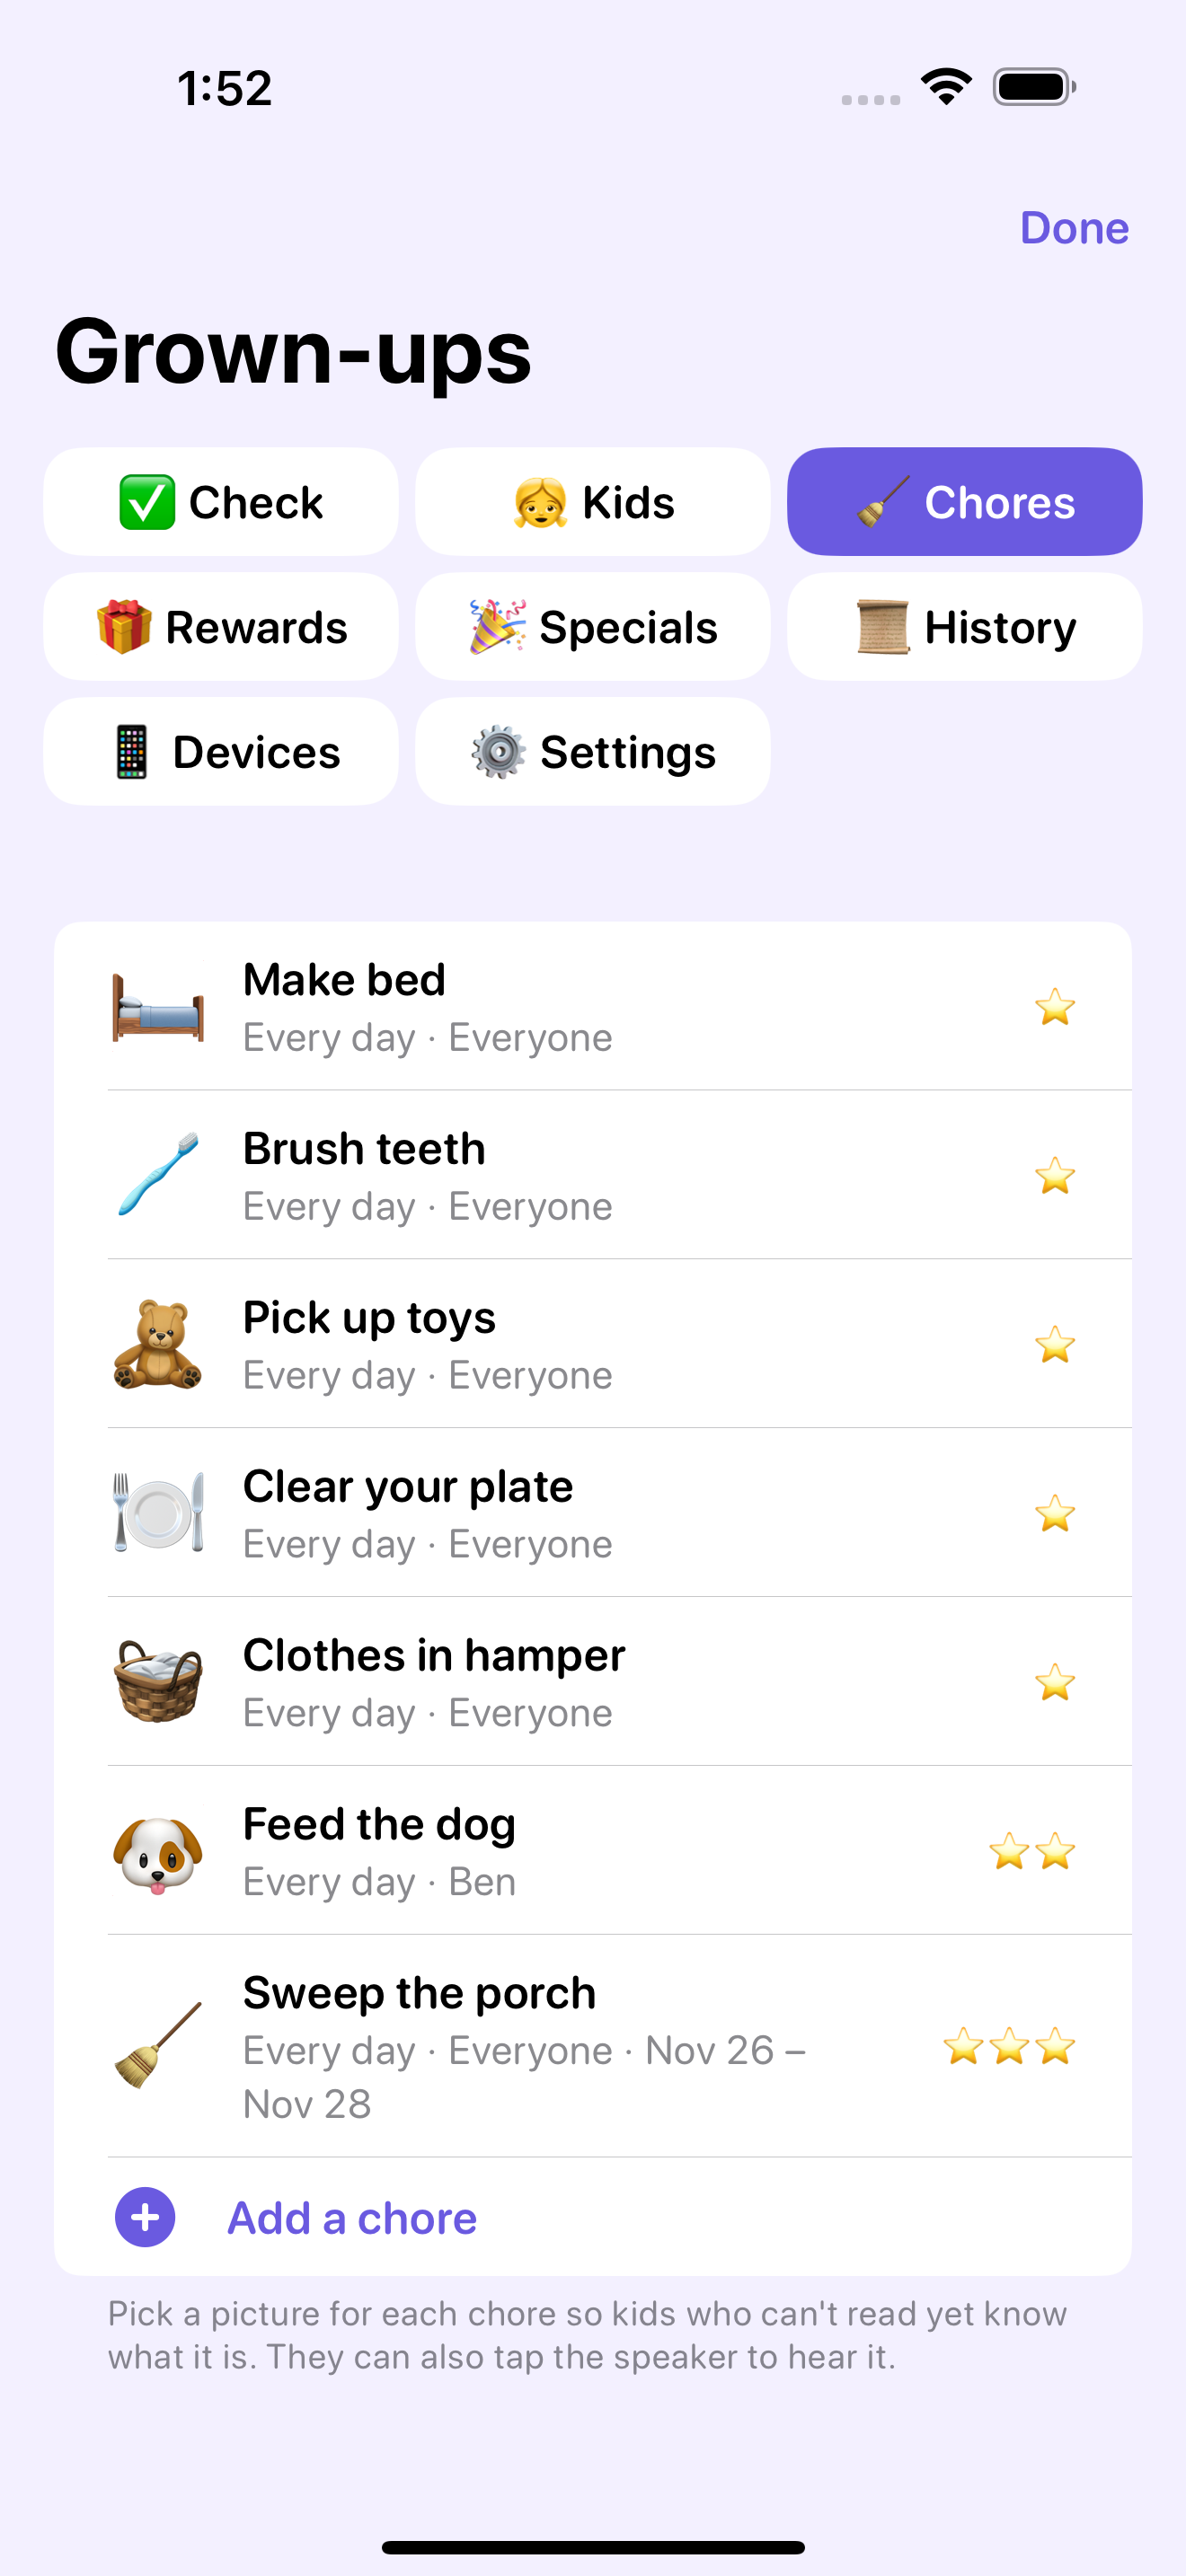 1:52
Done
Grown-ups
Check
Kids
Chores
Rewards
Specials
History
Devices
Settings
Make bed
Every day · Everyone
Brush teeth
Every day · Everyone
Pick up toys
Every day · Everyone
Clear your plate
Every day · Everyone
Clothes in hamper
Every day · Everyone
Feed the dog
Every day · Ben
Sweep the porch
Every day · Everyone · Nov 26 –
Nov 28
Add a chore
Pick a picture for each chore so kids who can't read yet know
what it is. They can also tap the speaker to hear it.